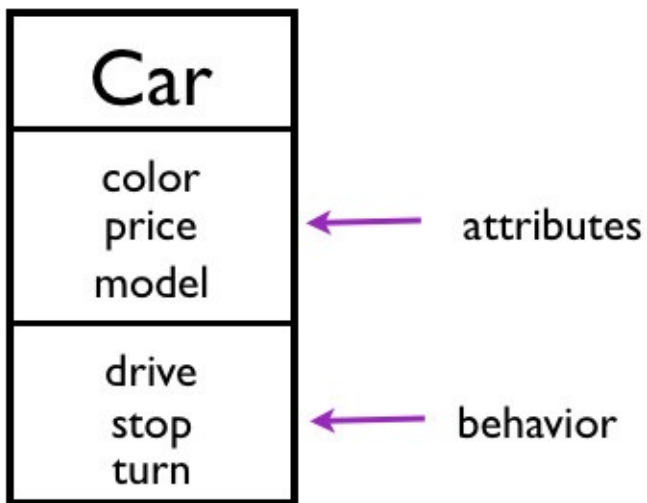 Car
color
price
model
attributes
drive
stop
turn
behavior